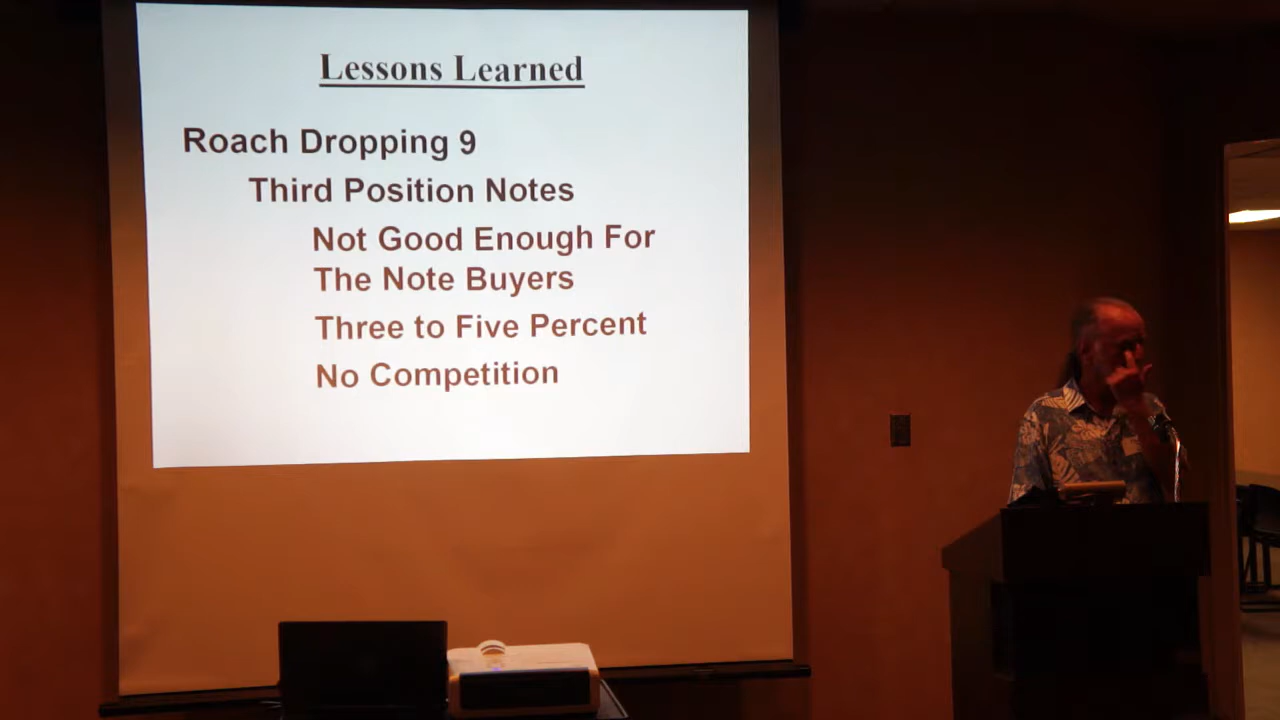 Lessons Learned
Roach Dropping 9
Third Position Notes
Not Good Enough For
The Note Buyers
Three to Five Percent
No Competition